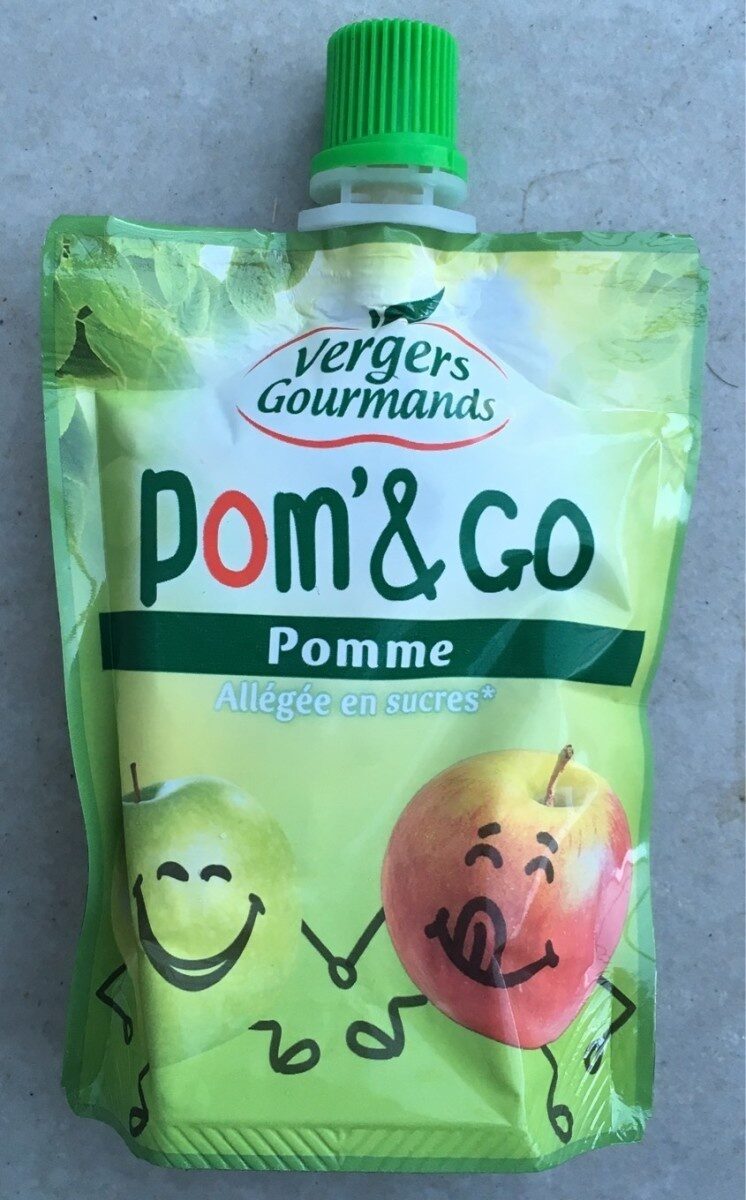 Vergers
Gourmands
Pom'& GO
Pomme
Allégée en sucres*